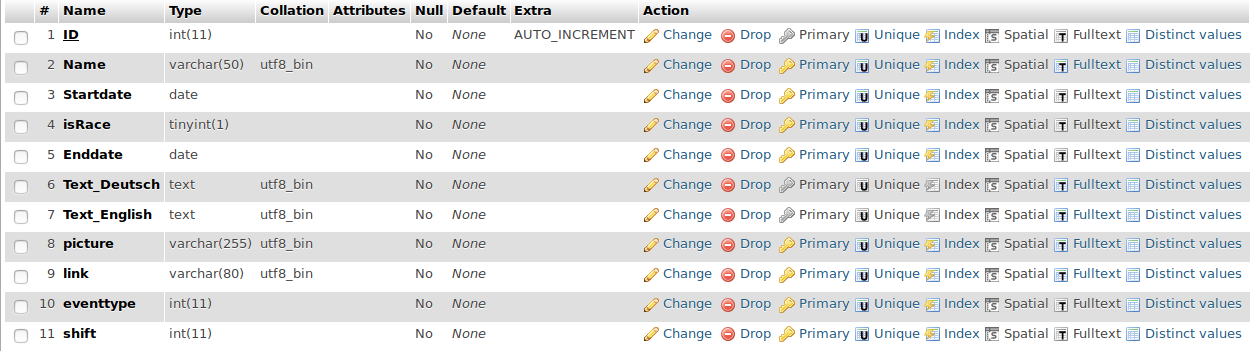 # Name Type Collation Attributes Null Default Extra Action
1 ID int(11) No None AUTO_INCREMENT Change Drop Primary Unique Index Spatial Fulltext Distinct values
2 Name varchar(50) utf8_bin No None Change Drop Primary Unique Index Spatial Fulltext Distinct values
3 Startdate date No None Change Drop Primary Unique Index Spatial Fulltext Distinct values
4 isRace tinyint(1) No None Change Drop Primary Unique Index Spatial Fulltext Distinct values
5 Enddate date No None Change Drop Primary Unique Index Spatial Fulltext Distinct values
6 Text_Deutsch text utf8_bin No None Change Drop Primary Unique Index Spatial Fulltext Distinct values
7 Text_English text utf8_bin No None Change Drop Primary Unique Index Spatial Fulltext Distinct values
8 picture varchar(255) utf8_bin No None Change Drop Primary Unique Index Spatial Fulltext Distinct values
9 link varchar(80) utf8_bin No None Change Drop Primary Unique Index Spatial Fulltext Distinct values
10 eventtype int(11) No None Change Drop Primary Unique Index Spatial Fulltext Distinct values
11 shift int(11) No None Change Drop Primary Unique Index Spatial Fulltext Distinct values